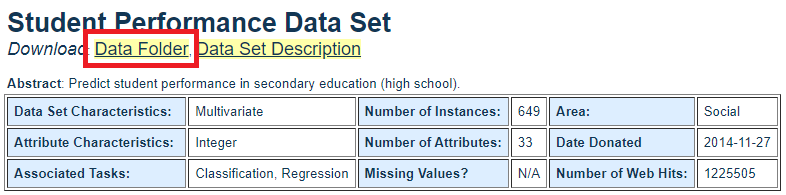 Student Performance Data Set
Download: Data Folder, Data Set Description
Abstract: Predict student performance in secondary education (high school).
Data Set Characteristics: Multivariate Number of Instances: 649 Area: Social
Attribute Characteristics: Integer Number of Attributes: 33 Date Donated 2014-11-27
Associated Tasks: Classification, Regression Missing Values? N/A Number of Web Hits: 1225505